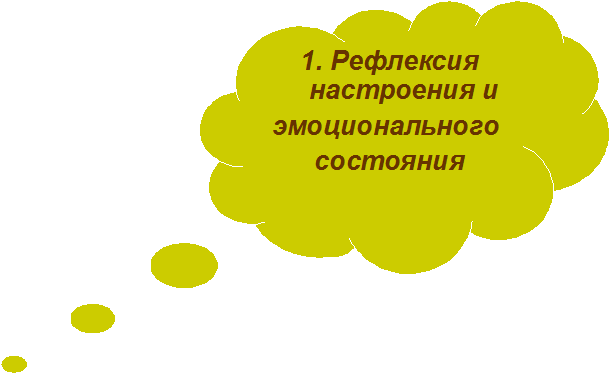 1. Рефлексия
настроения и
эмоционального
состояния